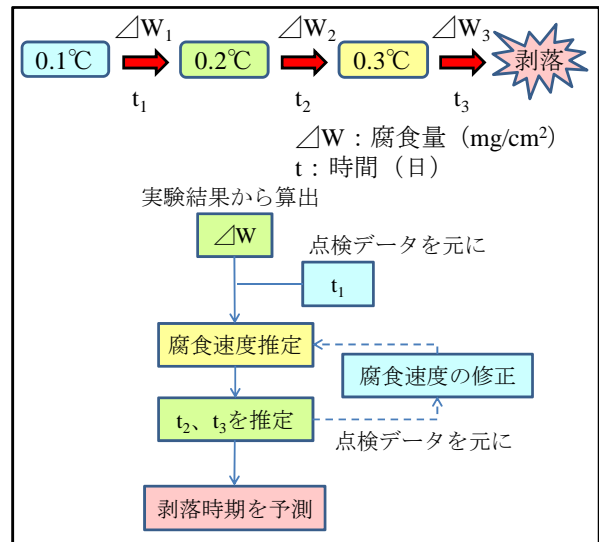 ⊿W₁ ⊿W₂ ⊿W₃
0.1℃ 0.2℃ 0.3℃ 剥落
t₁ t₂ t₃
⊿W：腐食量（mg/cm²）
t：時間（日）
実験結果から算出
⊿W
点検データを元に
t₁
腐食速度推定
腐食速度の修正
t₂、t₃を推定
点検データを元に
剥落時期を予測